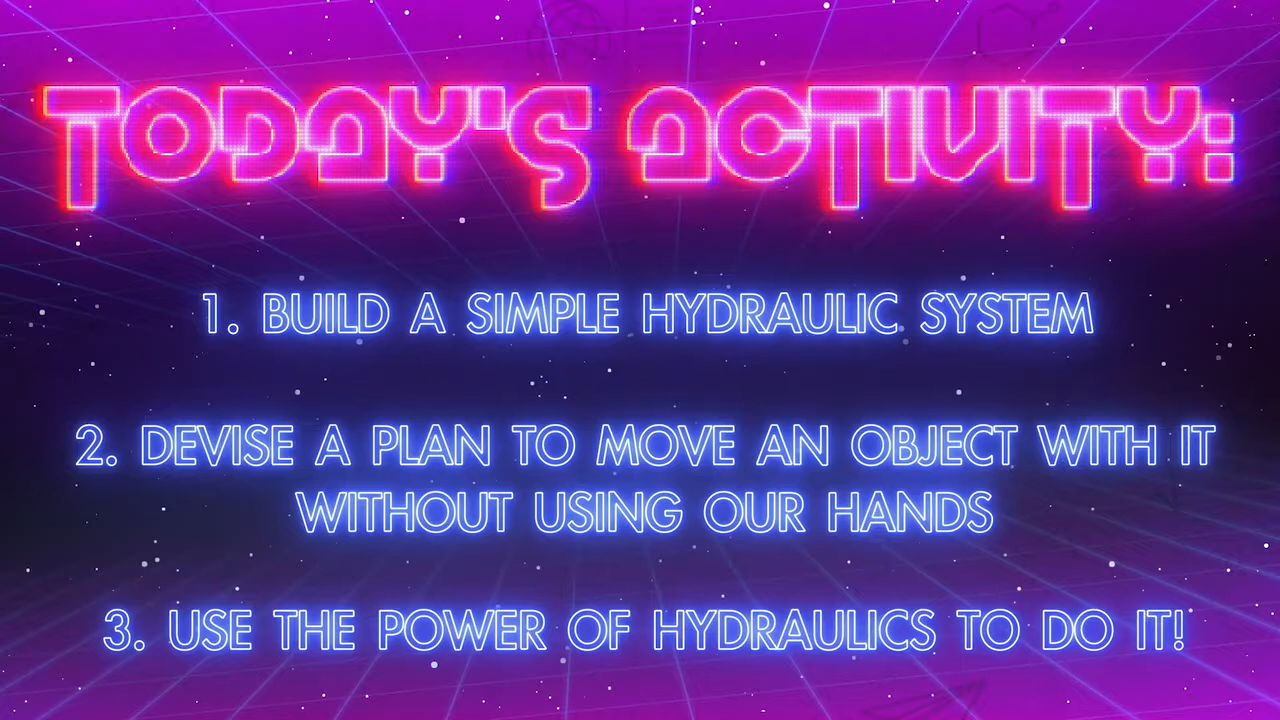 TODAY'S ACTIVITY:
1. BUILD A SIMPLE HYDRAULIC SYSTEM
2. DEVISE A PLAN TO MOVE AN OBJECT WITH IT
WITHOUT USING OUR HANDS
3. USE THE POWER OF HYDRAULICS TO DO IT!